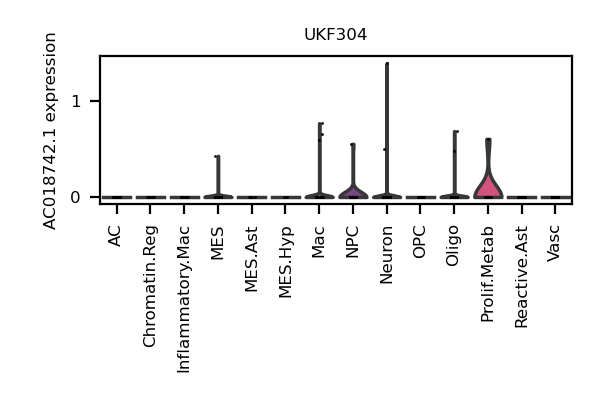 UKF304
AC018742.1 expression
1
0
AC
Chromatin.Reg
Inflammatory.Mac
MES
MES.Ast
MES.Hyp
Mac
NPC
Neuron
OPC
Oligo
Prolif.Metab
Reactive.Ast
Vasc